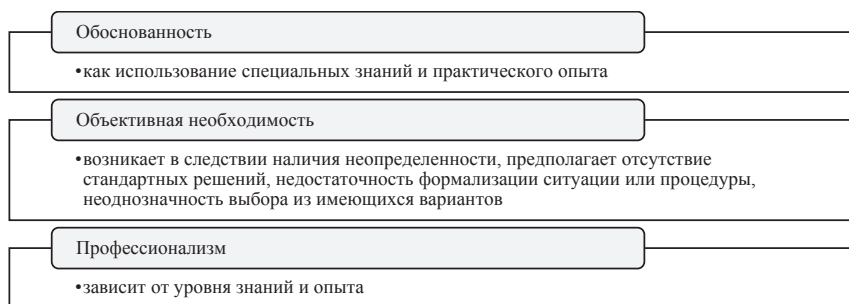 Обоснованность
•как использование специальных знаний и практического опыта
Объективная необходимость
•возникает в следствии наличия неопределенности, предполагает отсутствие
стандартных решений, недостаточность формализации ситуации или процедуры,
неоднозначность выбора из имеющихся вариантов
Профессионализм
•зависит от уровня знаний и опыта